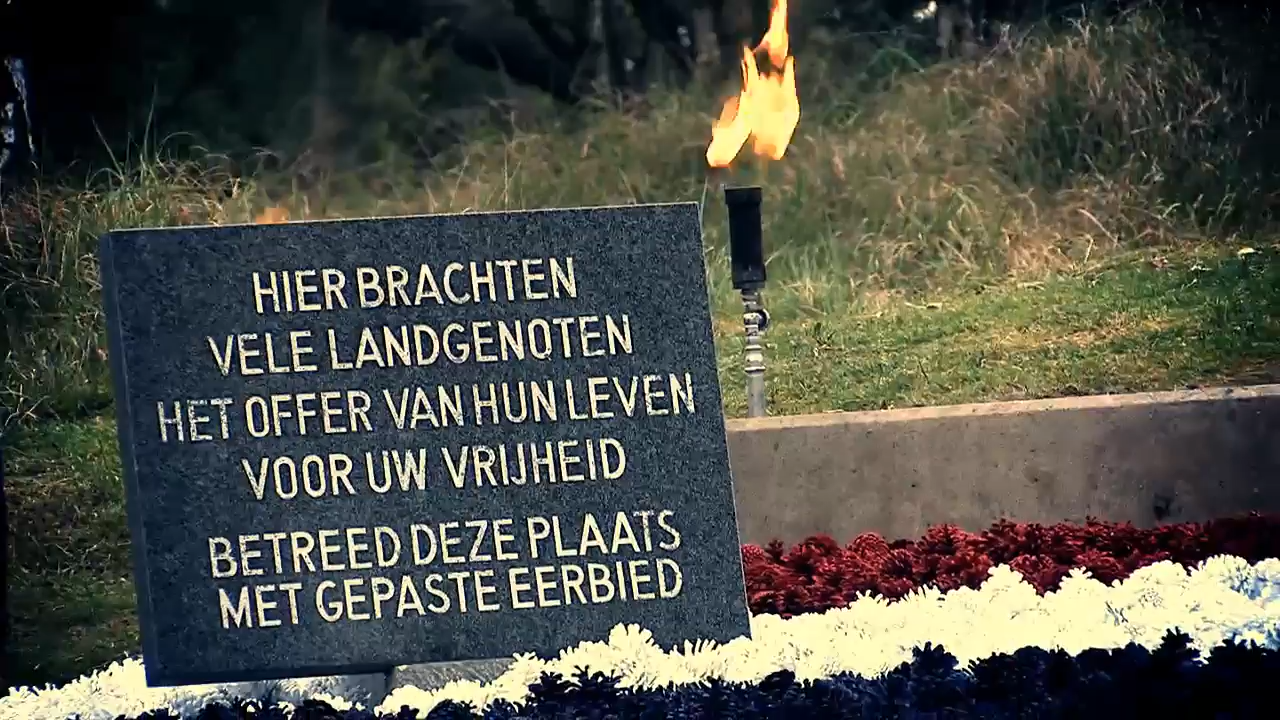 HIER BRACHTEN
VELE LANDGENOTEN
HET OFFER VAN HUN LEVEN
VOOR UW VRIJHEID
BETREED DEZE PLAATS
MET GEPASTE EERBIED